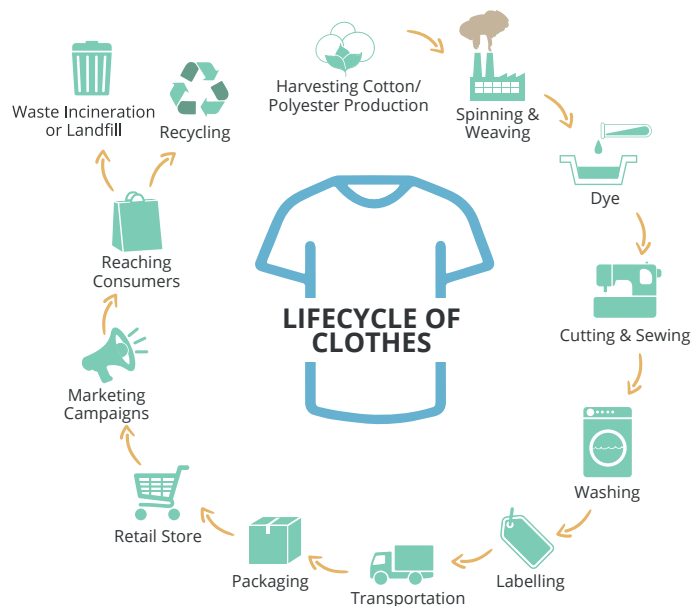 Harvesting Cotton/
Polyester Production
Spinning &
Weaving
Dye
Cutting & Sewing
Washing
Labelling
Transportation
Packaging
Retail Store
Marketing
Campaigns
Reaching
Consumers
Waste Incineration
or Landfill
Recycling
LIFECYCLE OF
CLOTHES